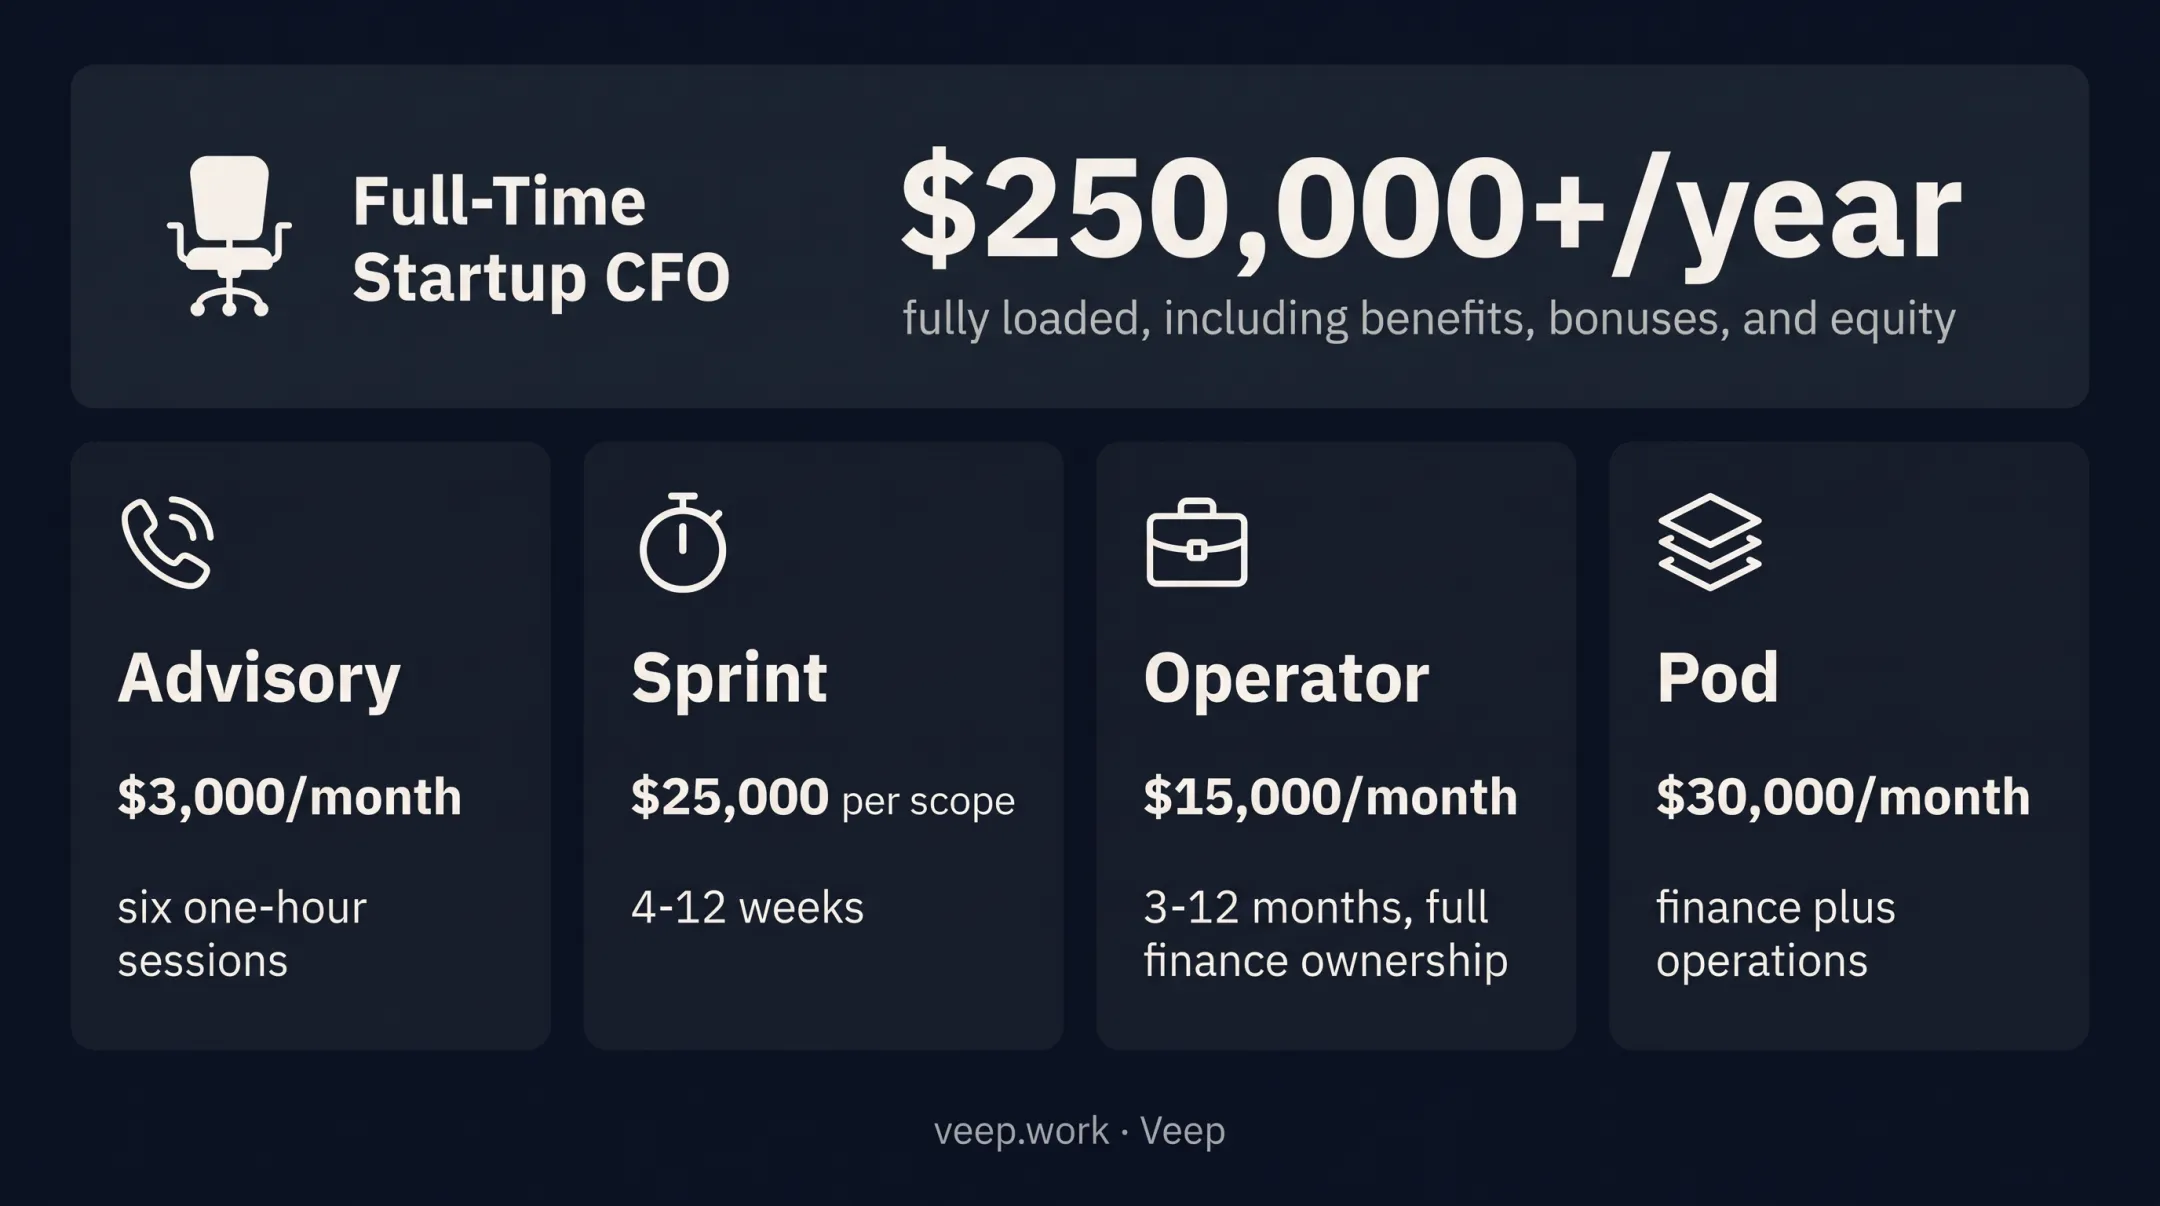 Full-Time
Startup CFO
$250,000+/year
fully loaded, including benefits, bonuses, and equity
Advisory
$3,000/month
six one-hour
sessions
Sprint
$25,000 per scope
4-12 weeks
Operator
$15,000/month
3-12 months, full
finance ownership
Pod
$30,000/month
finance plus
operations
veep.work · Veep